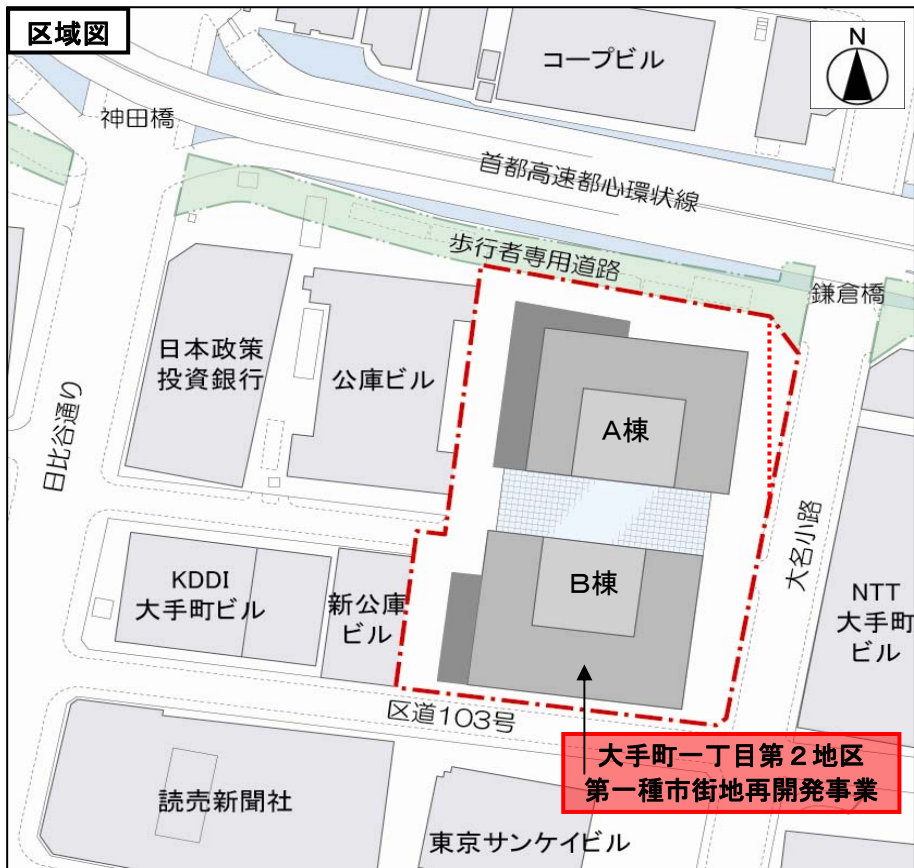 区域図
N
コープビル
神田橋
首都高速都心環状線
歩行者専用道路
鎌倉橋
日本政策
投資銀行
公庫ビル
A棟
日比谷通り
大名小路
KDDI
大手町ビル
新公庫
ビル
B棟
NTT
大手町
ビル
区道103号
大手町一丁目第2地区
第一種市街地再開発事業
読売新聞社
東京サンケイビル